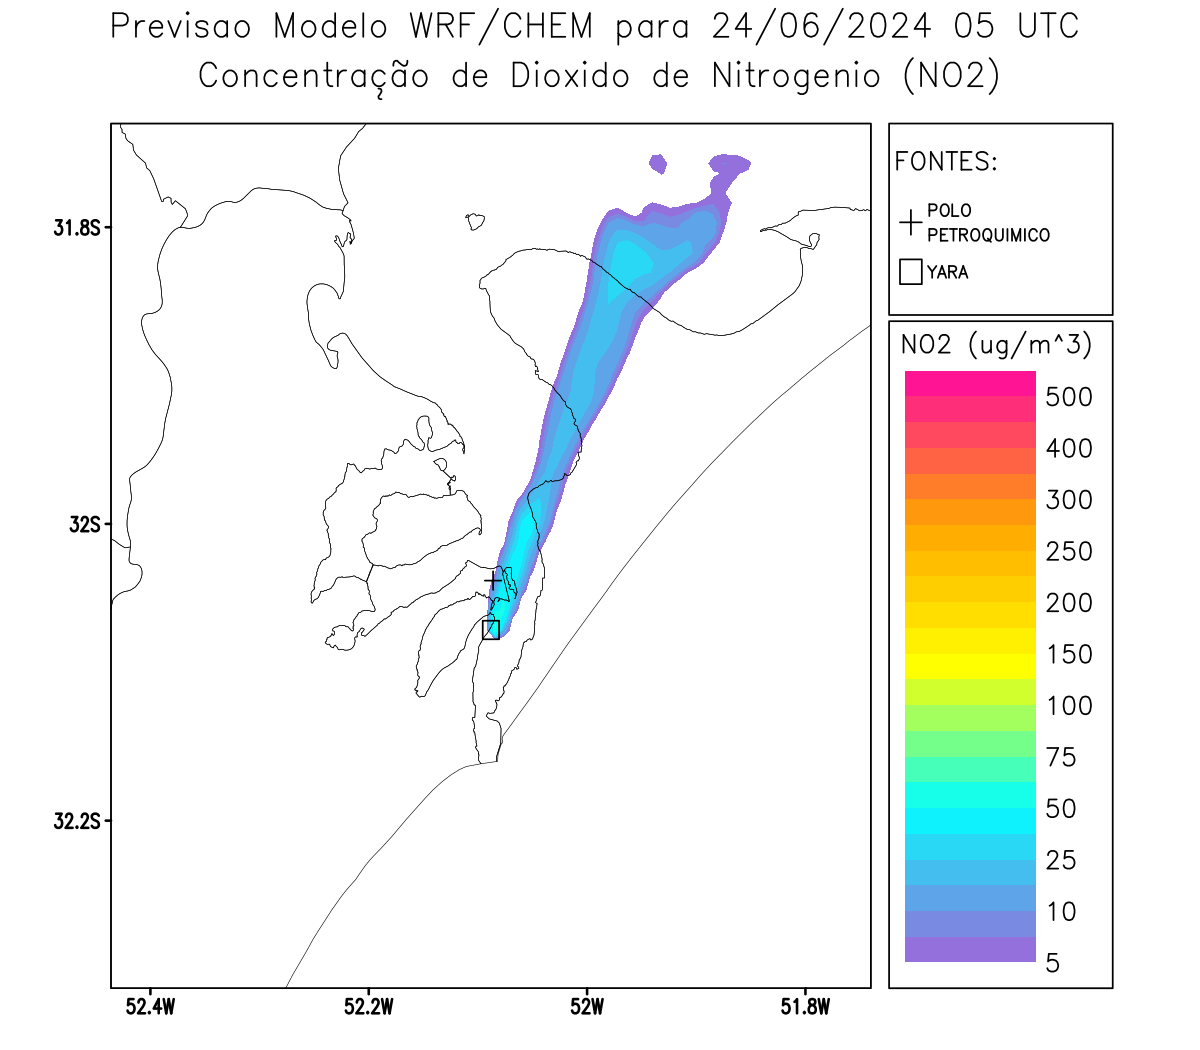 Previsao Modelo WRF/CHEM para 24/06/2024 05 UTC
Concentração de Dioxido de Nitrogenio (NO2)
FONTES:
POLO
PETROQUIMICO
YARA
31.8S
32S
32.2S
52.4W
52.2W
52W
51.8W
NO2 (ug/m^3)
500
400
300
250
200
150
100
75
50
25
10
5